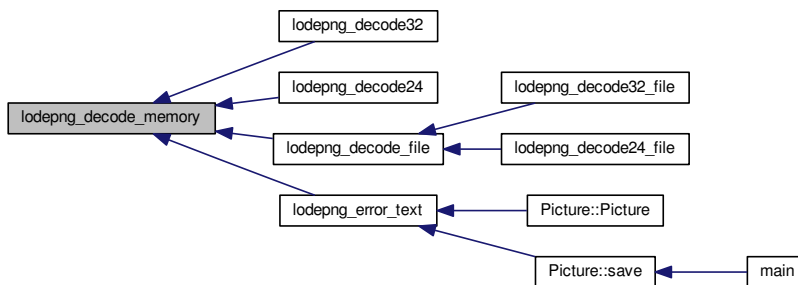 lodepng_decode32
lodepng_decode24
lodepng_decode32_file
lodepng_decode_memory
lodepng_decode_file
lodepng_decode24_file
lodepng_error_text
Picture::Picture
Picture::save
main